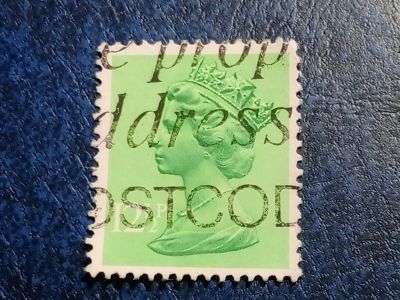 e prop
ddress
OSTCOD
12½P